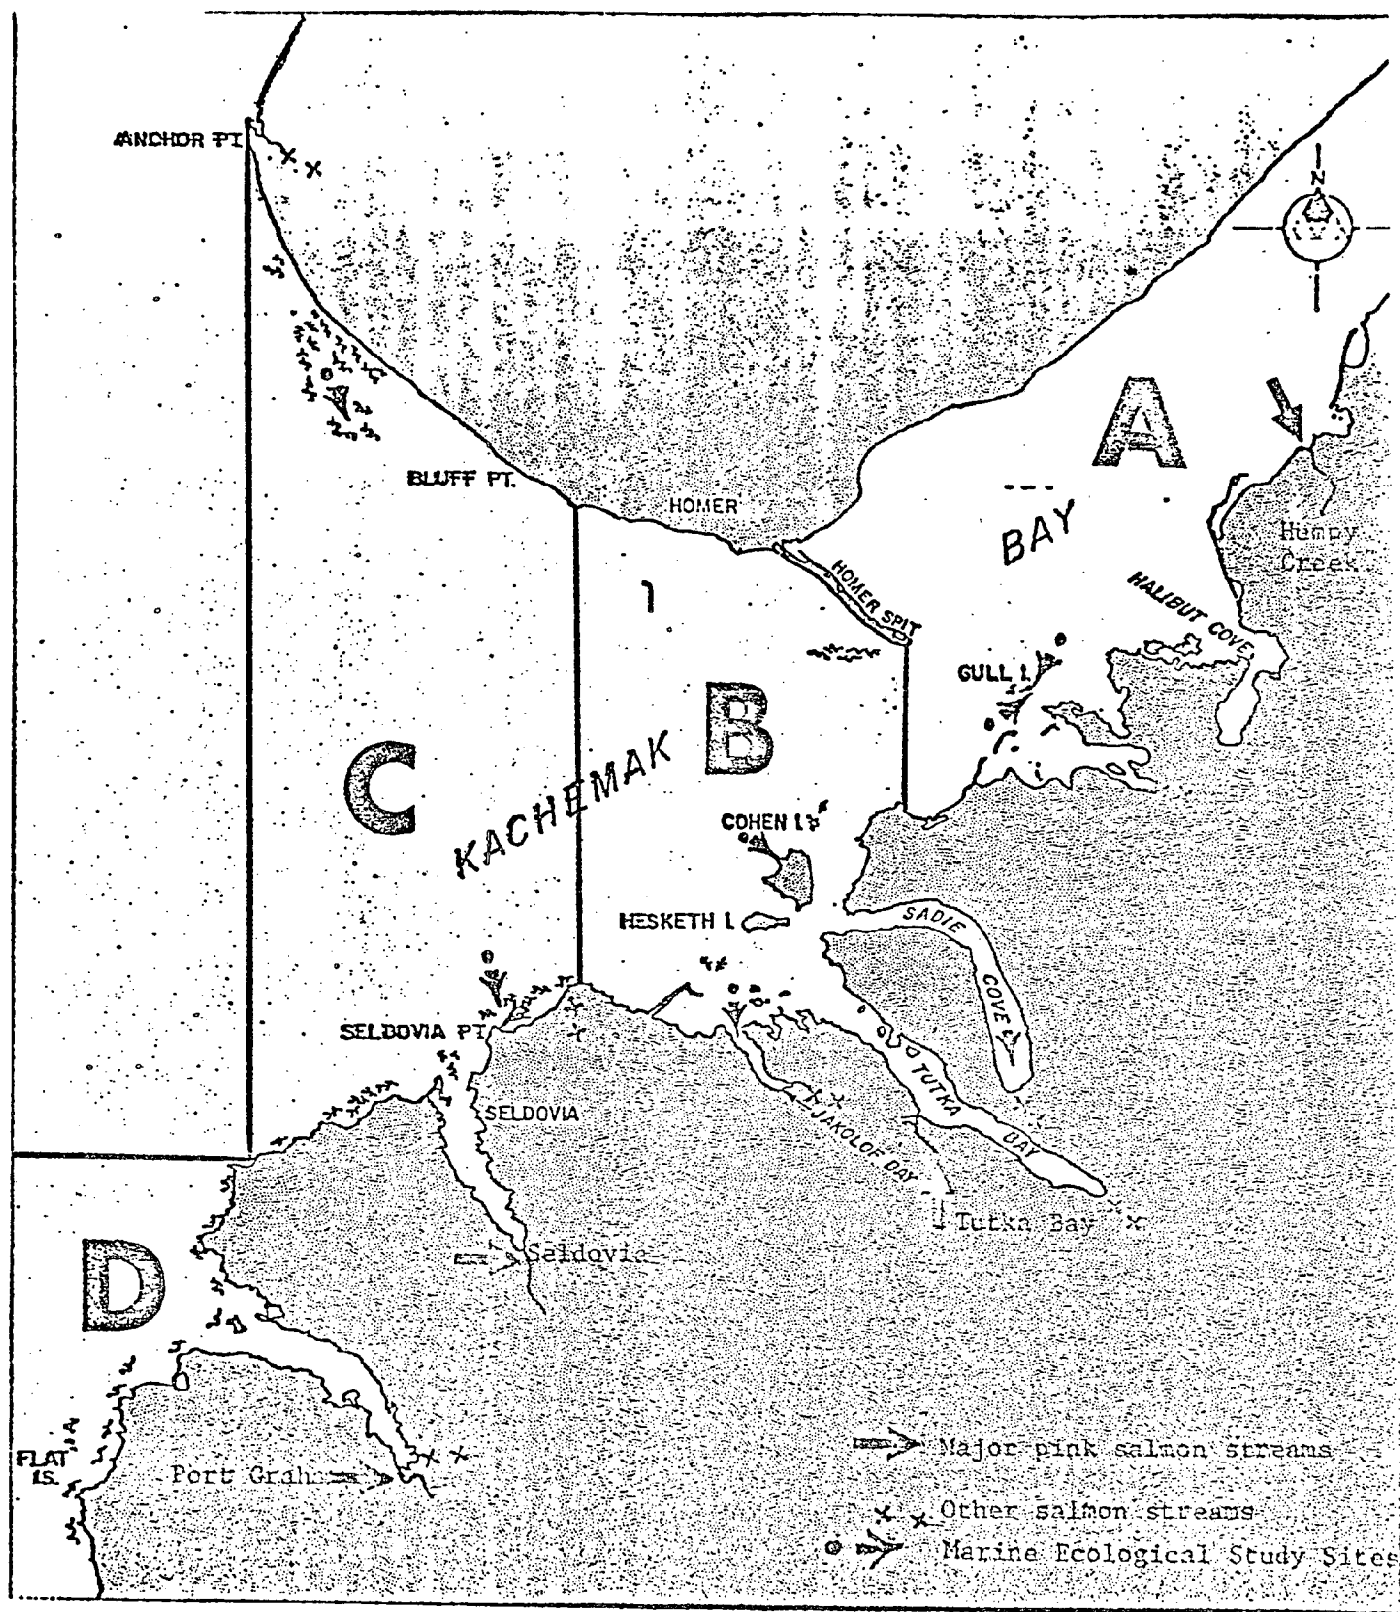 ANCHOR PT
N
A
BLUFF PT.
HOMER
BAY
Humpy
Creek
HOMER SPIT
HALIBUT COVE
1
GULL I.
B
C
KACHEMAK
COHEN I.
HESKETH I.
SADIE
COVE
SELDOVIA PT.
TUTKA
BAY
SELDOVIA
JAKOLOF BAY
Tutka Bay
Seldovia
D
FLAT
IS.
Port Grah
Major pink salmon streams
Other salmon streams
Marine Ecological Study Sites